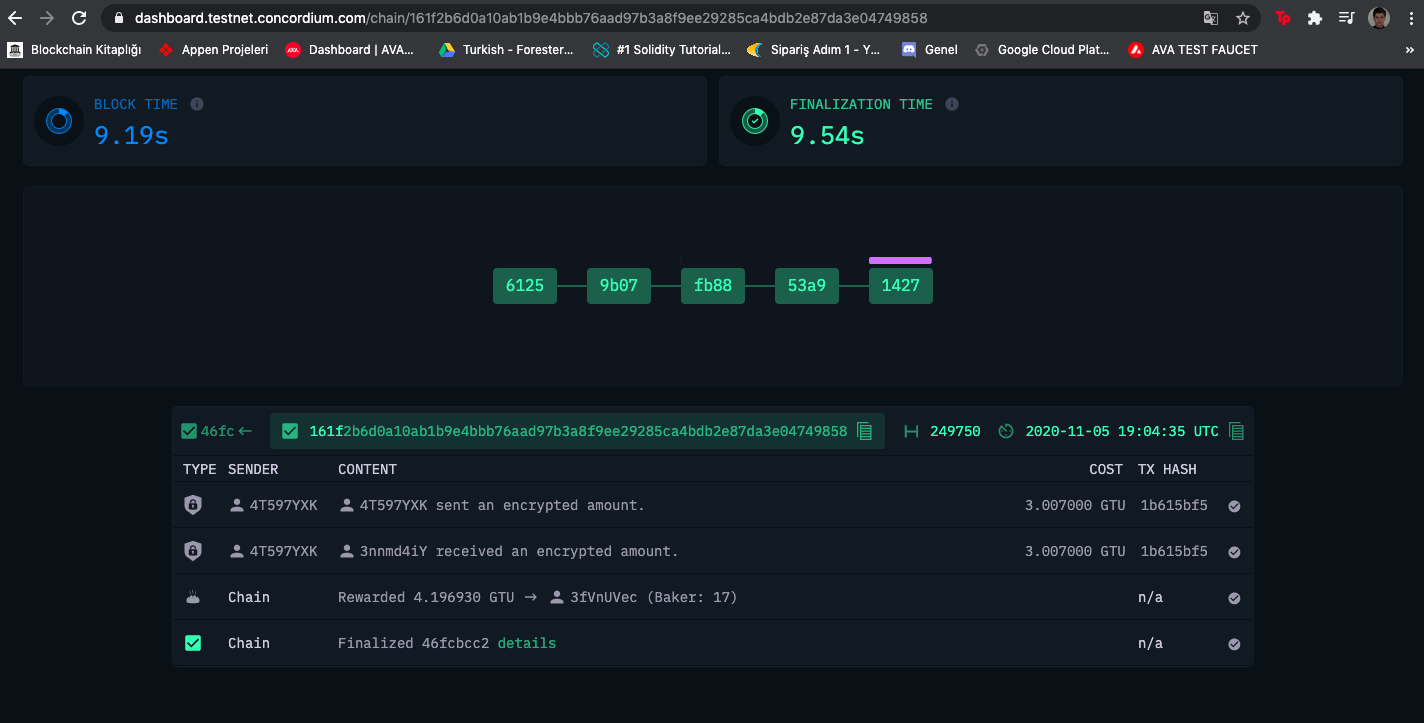 dashboard.testnet.concordium.com/chain/161f2b6d0a10ab1b9e4bbb76aad97b3a8f9ee29285ca4bdb2e87da3e04749858
Blockchain Kitaplığı Appen Projeleri Dashboard | AVA... Turkish - Forester... #1 Solidity Tutorial... Sipariş Adım 1 - Y... Genel Google Cloud Plat... AVA TEST FAUCET »
BLOCK TIME
9.19s
FINALIZATION TIME
9.54s
6125 9b07 fb88 53a9 1427
46fc ← 161f2b6d0a10ab1b9e4bbb76aad97b3a8f9ee29285ca4bdb2e87da3e04749858 249750 2020-11-05 19:04:35 UTC
TYPE SENDER CONTENT COST TX HASH
4T597YXK 4T597YXK sent an encrypted amount. 3.007000 GTU 1b615bf5
4T597YXK 3nnmd4iY received an encrypted amount. 3.007000 GTU 1b615bf5
Chain Rewarded 4.196930 GTU → 3fVnUVec (Baker: 17) n/a
Chain Finalized 46fcbcc2 details n/a